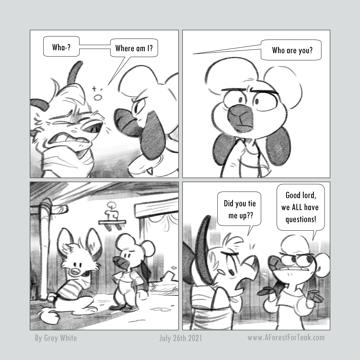 Wha-?
Where am I?
Who are you?
Did you tie
me up??
Good lord,
we ALL have
questions!
By Grey White
July 26th 2021
www.AForestForTeak.com